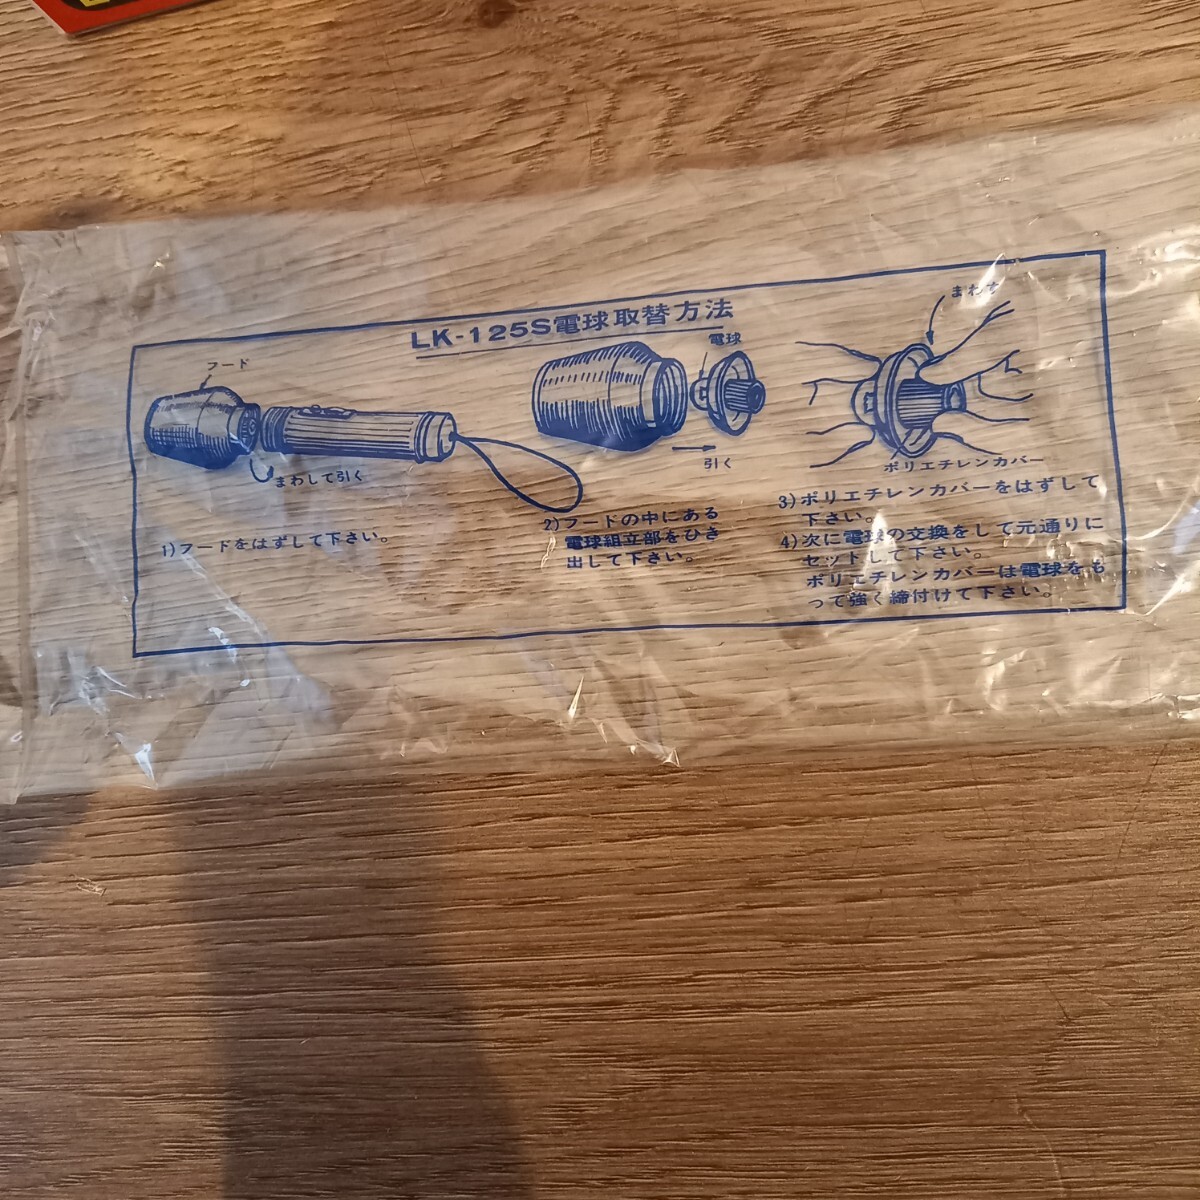 LK-125S電球取替方法
フード
まわして引く
1)フードをはずして下さい。
電球
引く
2)フードの中にある
電球組立部をひき
出して下さい。
まわす
ポリエチレンカバー
3)ポリエチレンカバーをはずして
下さい。
4)次に電球の交換をして元通りに
セットして下さい。
ポリエチレンカバーは電球をも
って強く締付けて下さい。